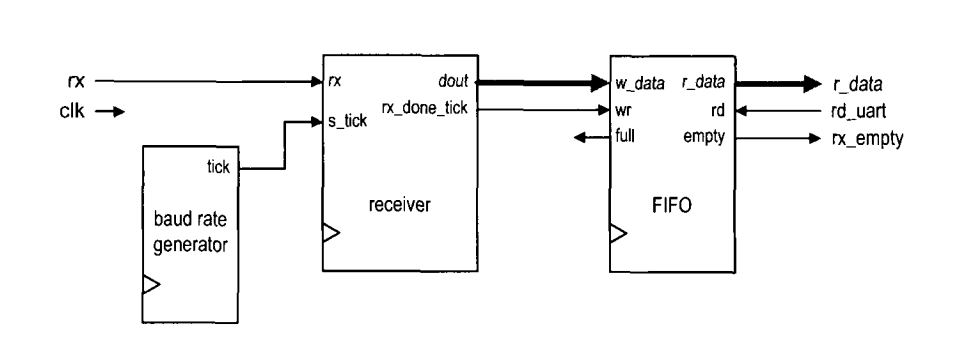 rx
clk
rx
s_tick
dout
rx_done_tick
receiver
tick
baud rate
generator
w_data
wr
full
r_data
rd
empty
FIFO
r_data
rd_uart
rx_empty